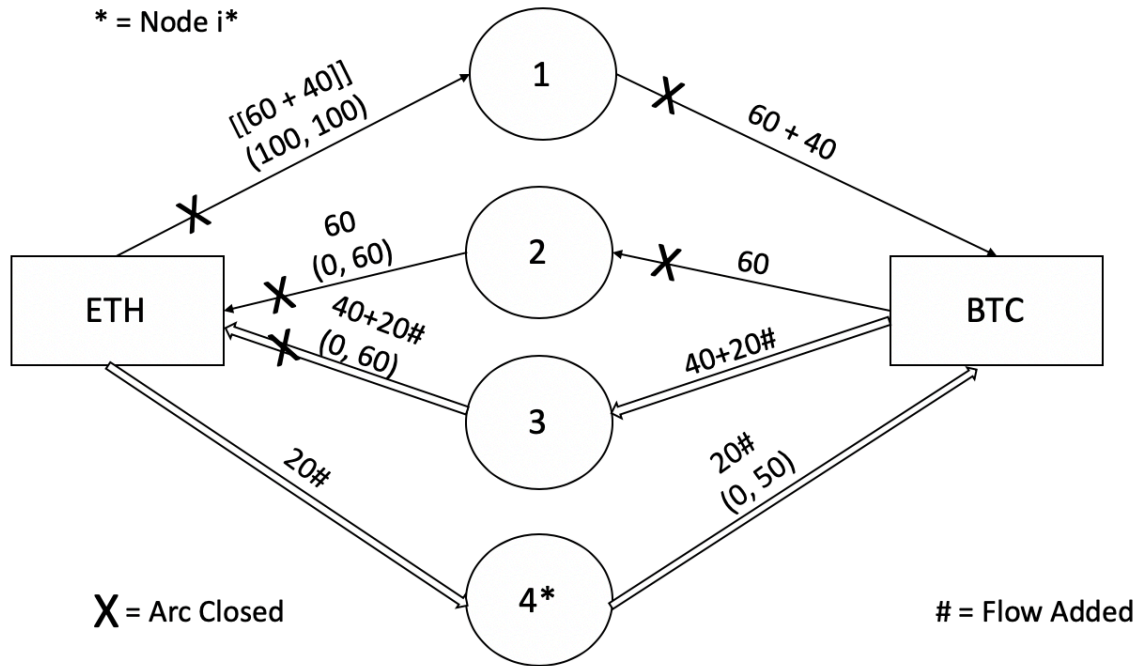 * = Node i*
1
[[60 + 40]]
(100, 100)
X
X
60 + 40
60
(0, 60)
X
2
X
60
ETH
BTC
40+20#
(0, 60)
X
40+20#
3
20#
20#
(0, 50)
4*
X = Arc Closed
# = Flow Added